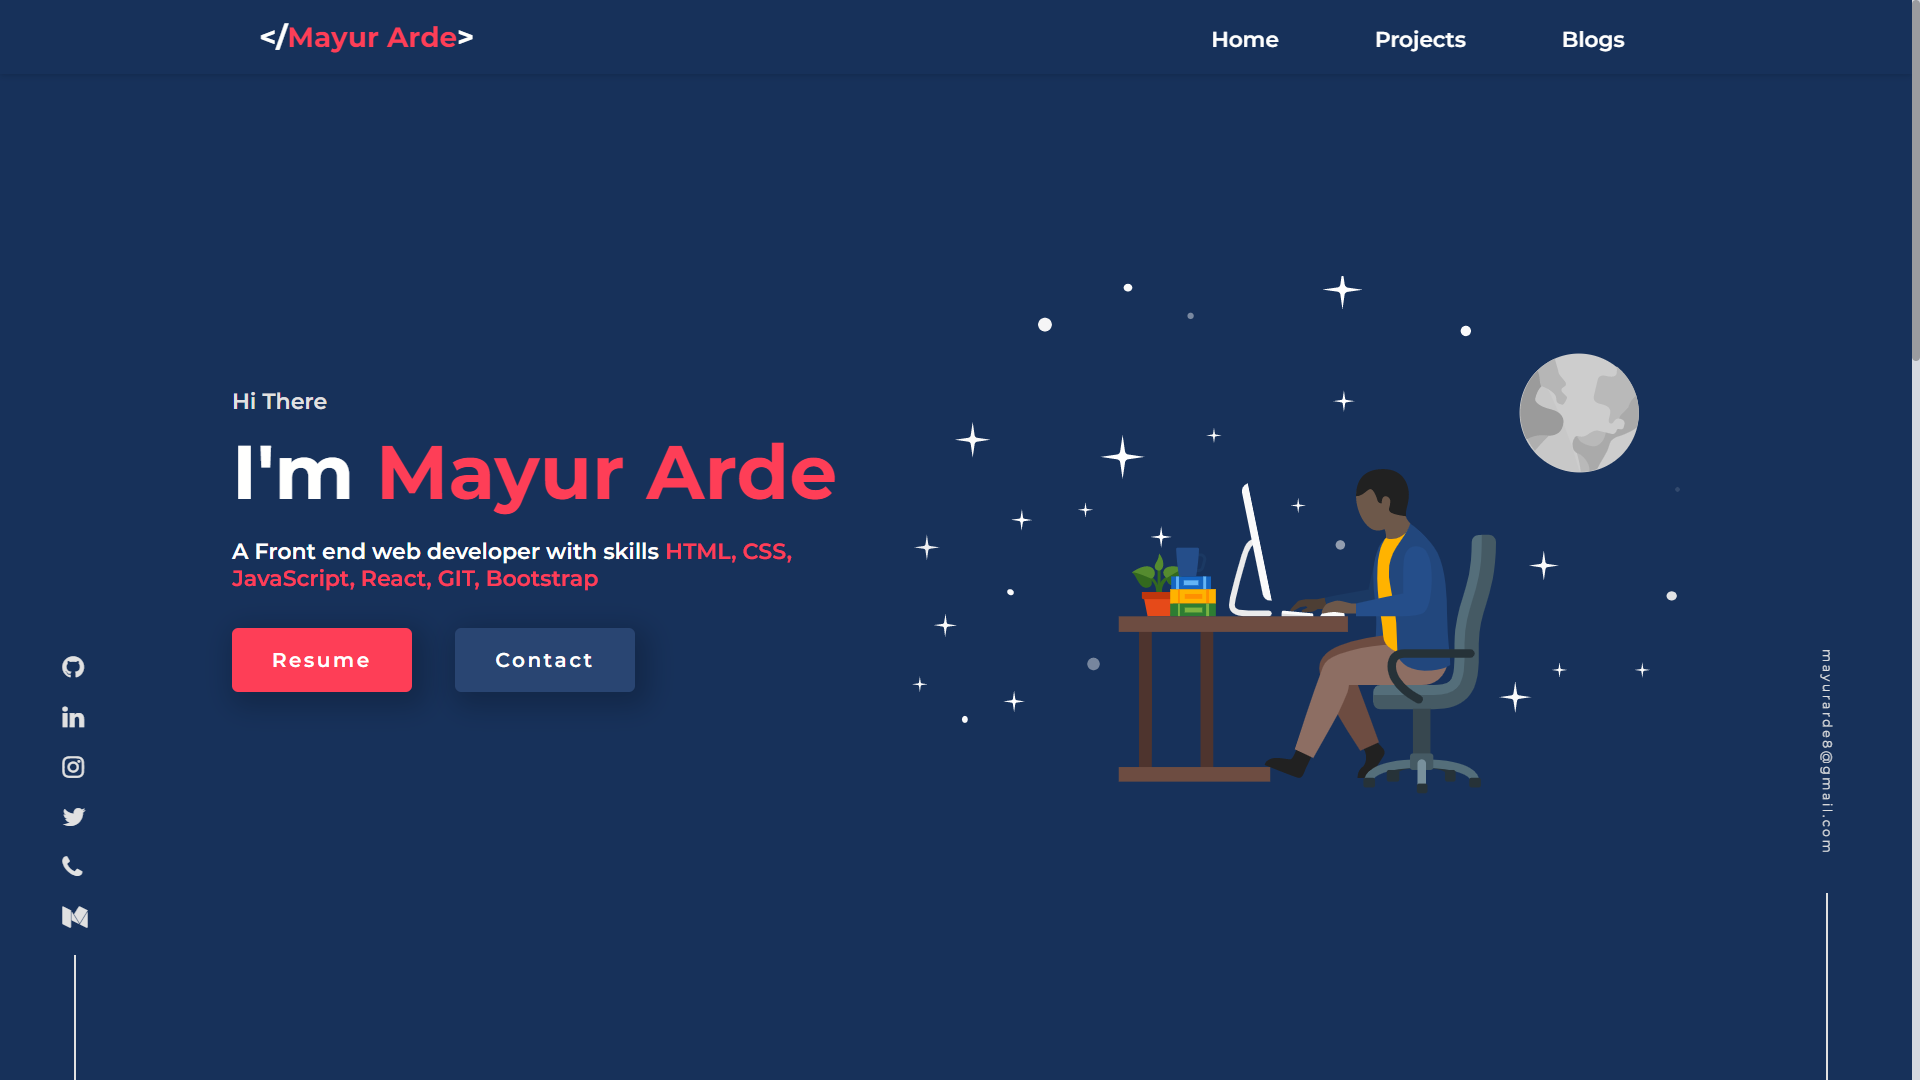 </Mayur Arde>
Home
Projects
Blogs
Hi There
I'm Mayur Arde
A Front end web developer with skills HTML, CSS,
JavaScript, React, GIT, Bootstrap
Resume
Contact
mayurarde8@gmail.com